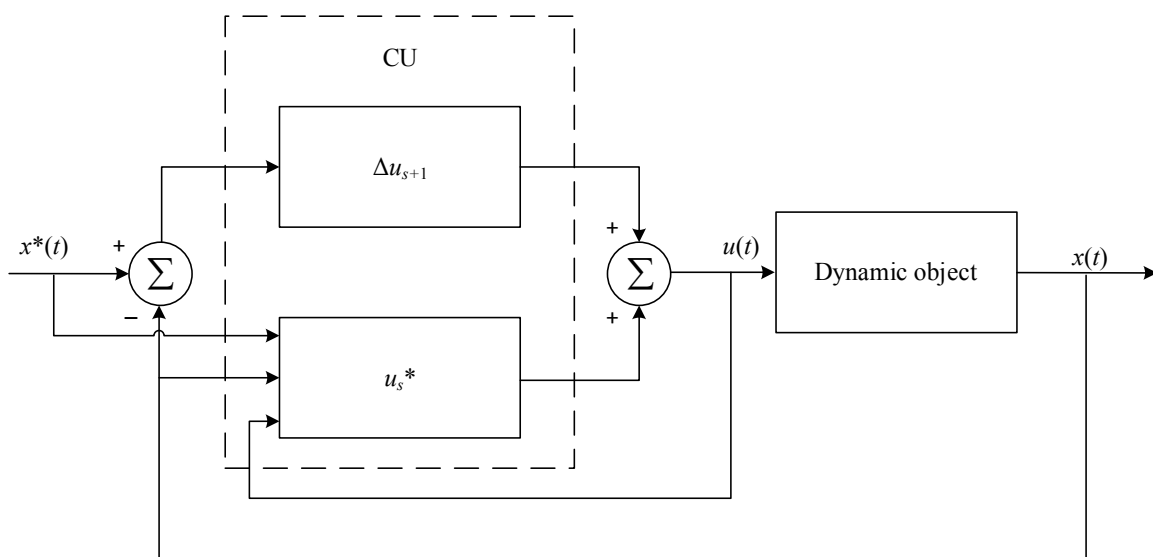 CU
Δu_{s+1}
x*(t)
+
Σ
−
+
Σ
+
u(t)
Dynamic object
x(t)
u_s*